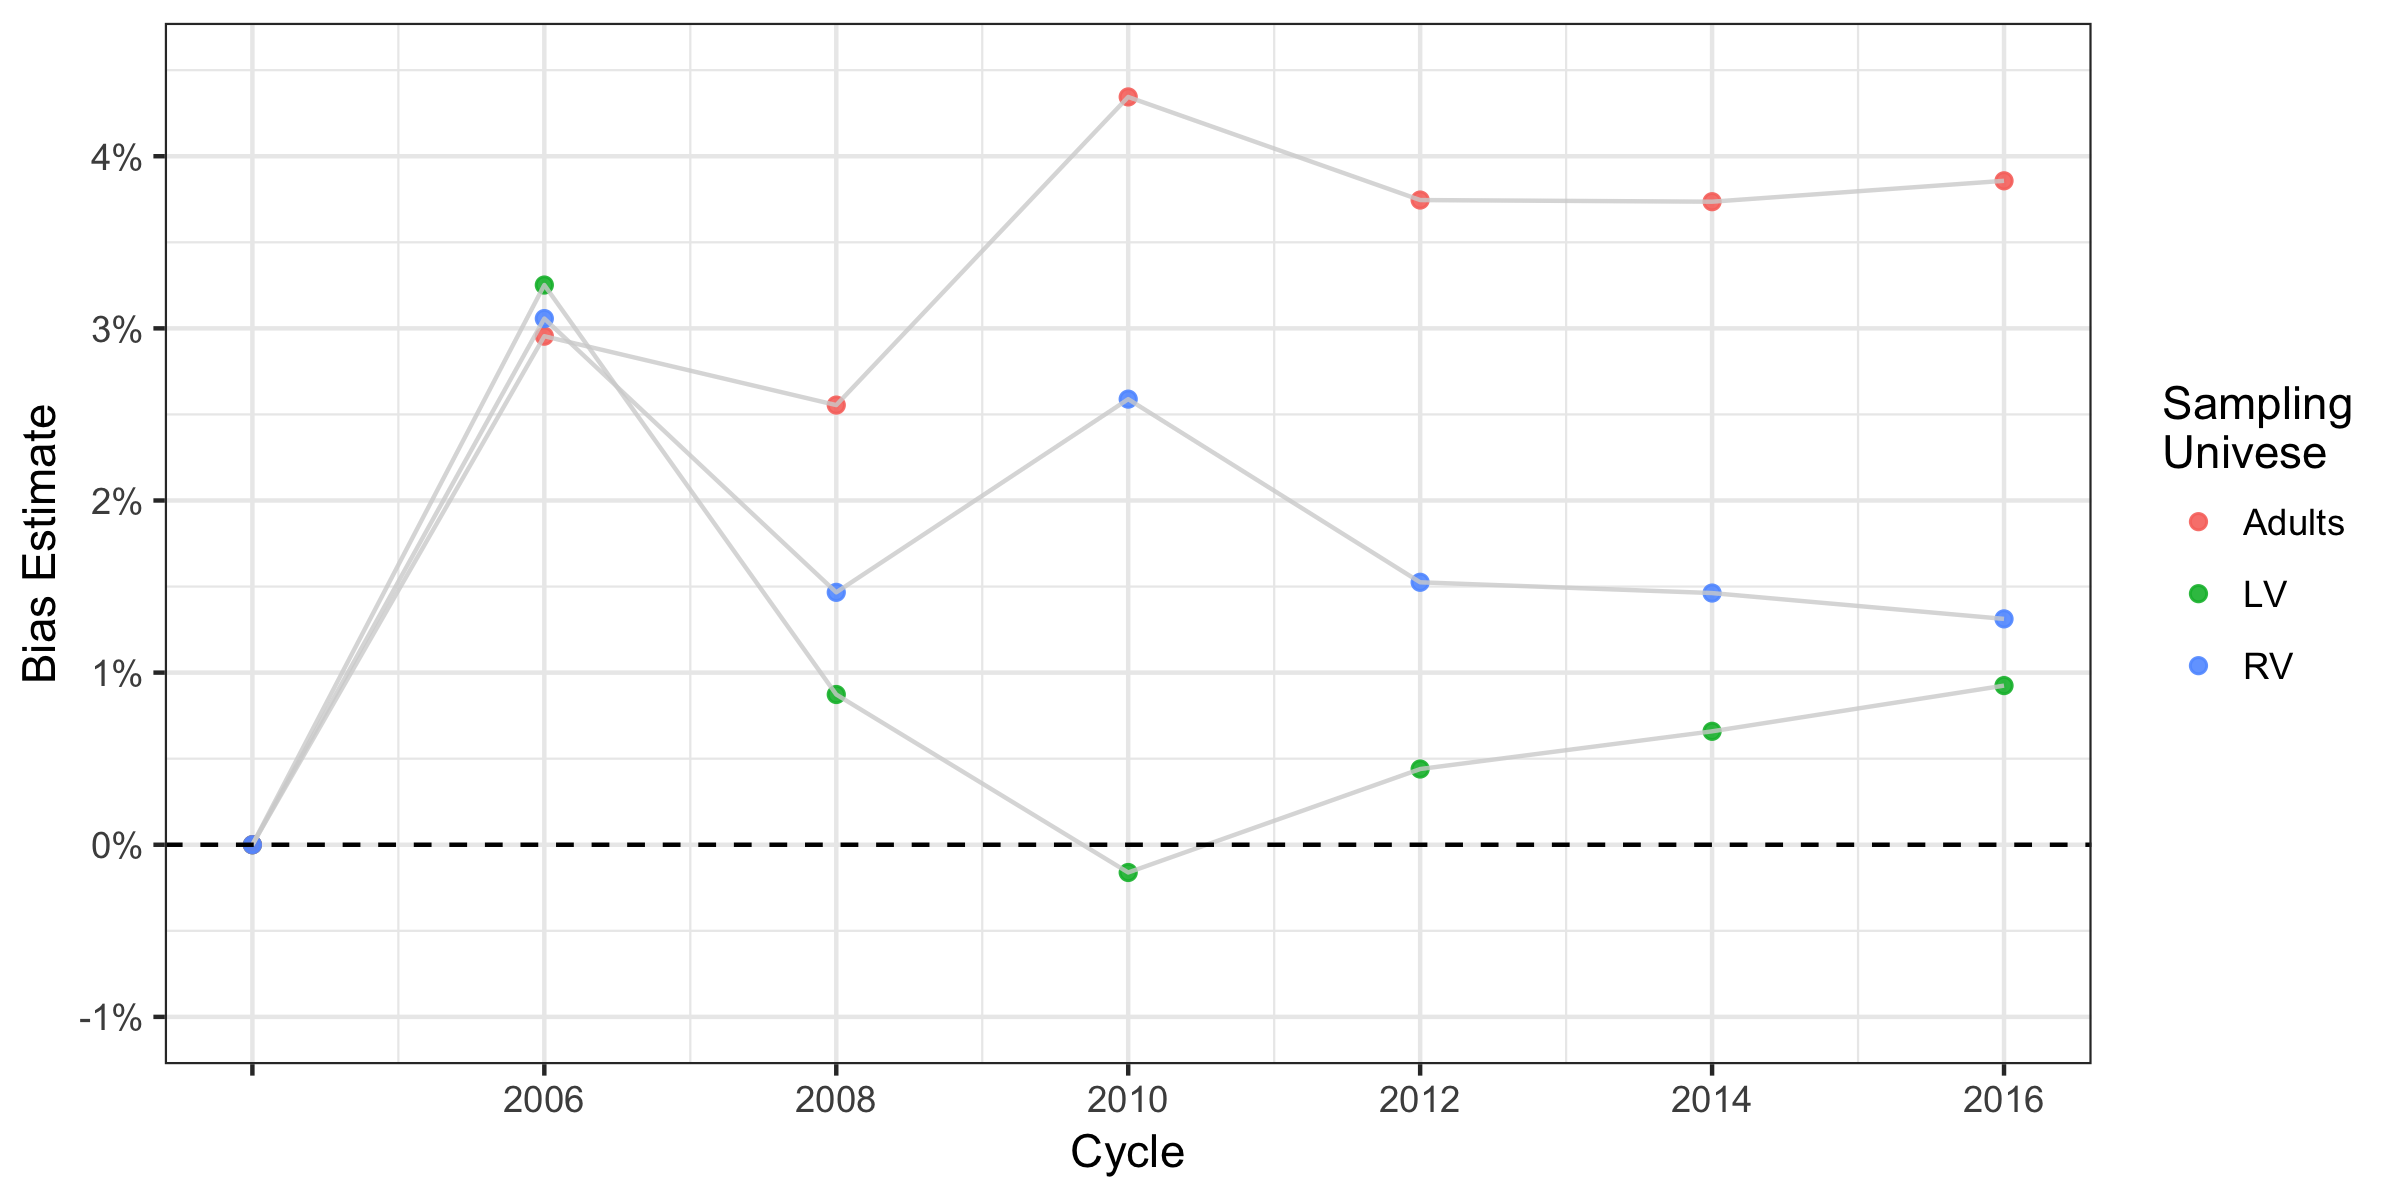 4%
3%
2%
1%
0%
-1%
Bias Estimate
2006 2008 2010 2012 2014 2016
Cycle
Sampling
Univese
Adults
LV
RV